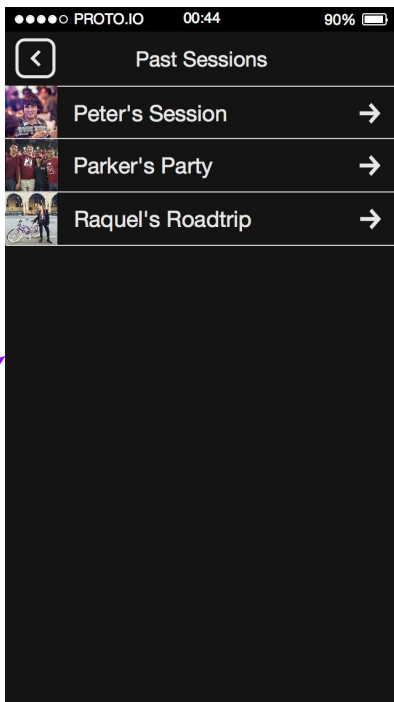 PROTO.IO 00:44 90%
Past Sessions
Peter's Session
Parker's Party
Raquel's Roadtrip